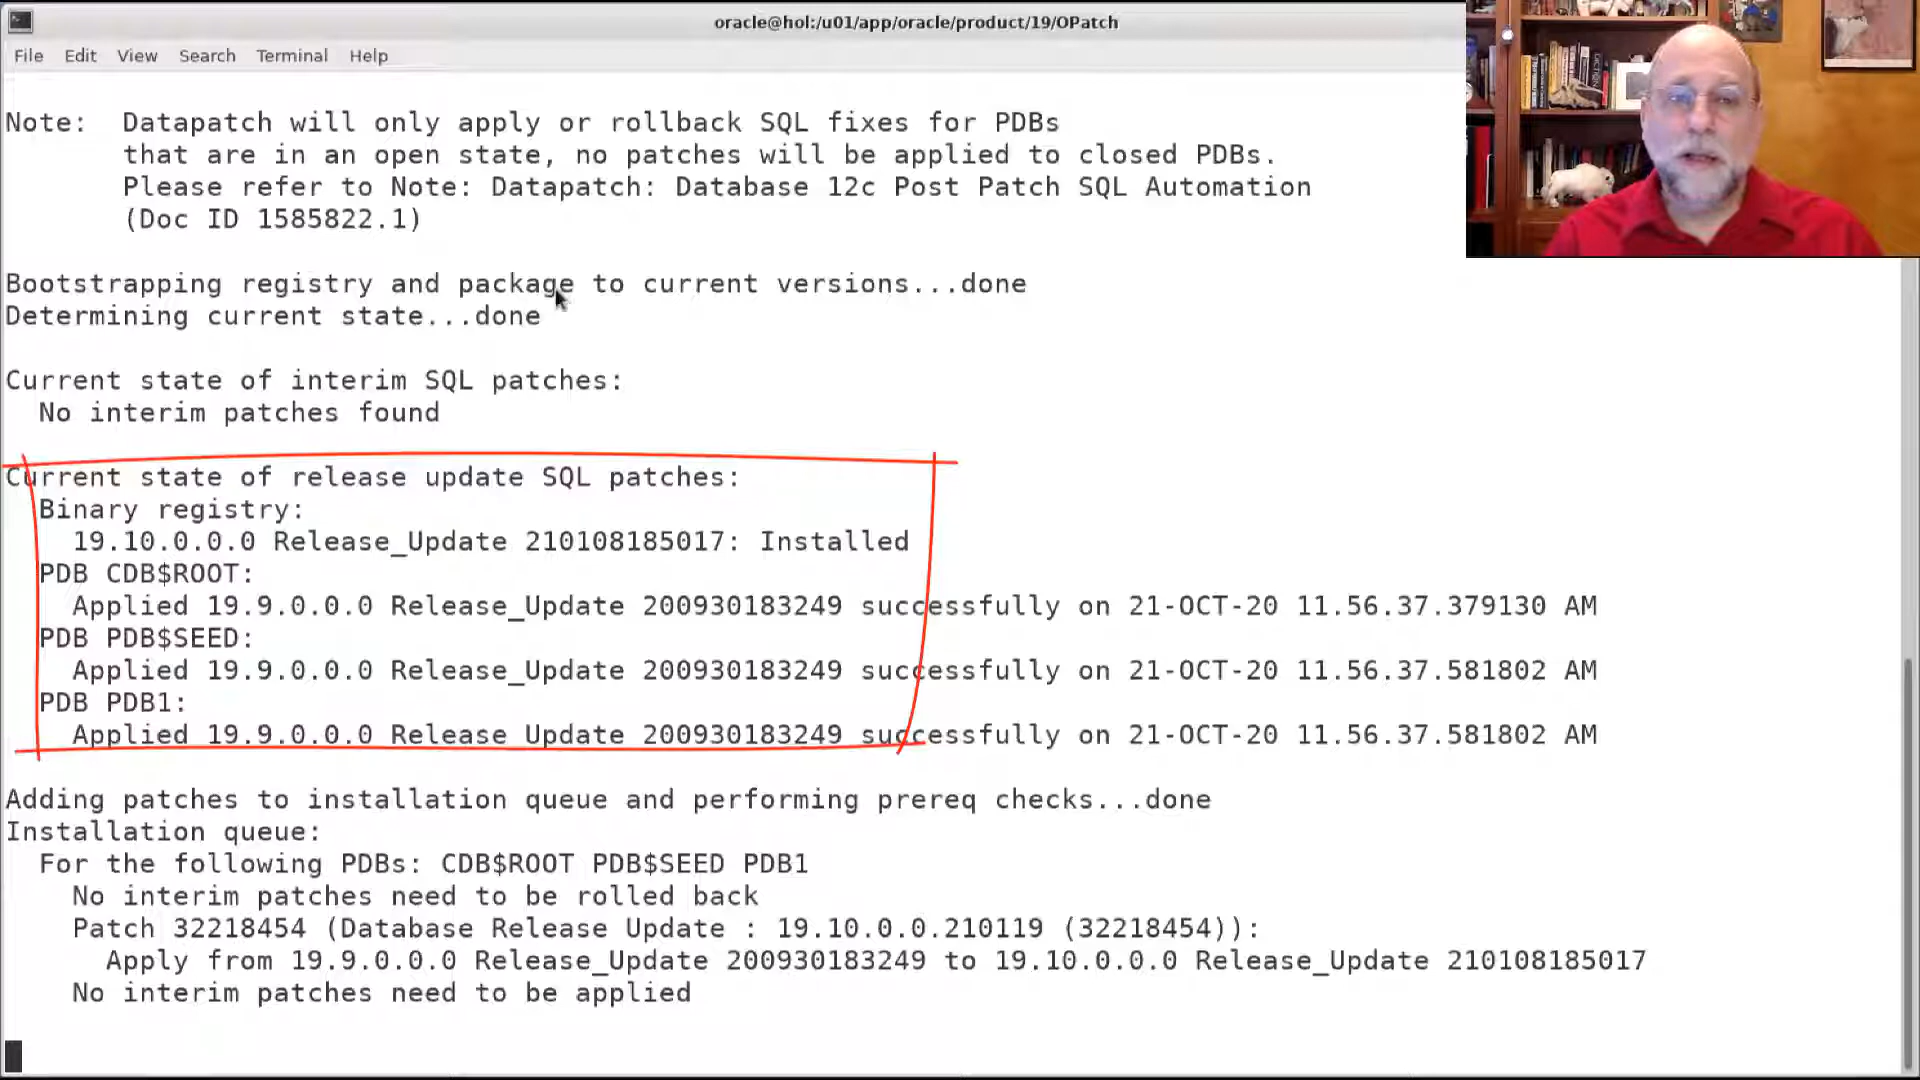 oracle@hol:/u01/app/oracle/product/19/OPatch
File Edit View Search Terminal Help
Note: Datapatch will only apply or rollback SQL fixes for PDBs
that are in an open state, no patches will be applied to closed PDBs.
Please refer to Note: Datapatch: Database 12c Post Patch SQL Automation
(Doc ID 1585822.1)
Bootstrapping registry and package to current versions...done
Determining current state...done
Current state of interim SQL patches:
No interim patches found
Current state of release update SQL patches:
Binary registry:
19.10.0.0.0 Release_Update 210108185017: Installed
PDB CDB$ROOT:
Applied 19.9.0.0.0 Release_Update 200930183249 successfully on 21-OCT-20 11.56.37.379130 AM
PDB PDB$SEED:
Applied 19.9.0.0.0 Release_Update 200930183249 successfully on 21-OCT-20 11.56.37.581802 AM
PDB PDB1:
Applied 19.9.0.0.0 Release_Update 200930183249 successfully on 21-OCT-20 11.56.37.581802 AM
Adding patches to installation queue and performing prereq checks...done
Installation queue:
For the following PDBs: CDB$ROOT PDB$SEED PDB1
No interim patches need to be rolled back
Patch 32218454 (Database Release Update : 19.10.0.0.210119 (32218454)):
Apply from 19.9.0.0.0 Release_Update 200930183249 to 19.10.0.0.0 Release_Update 210108185017
No interim patches need to be applied